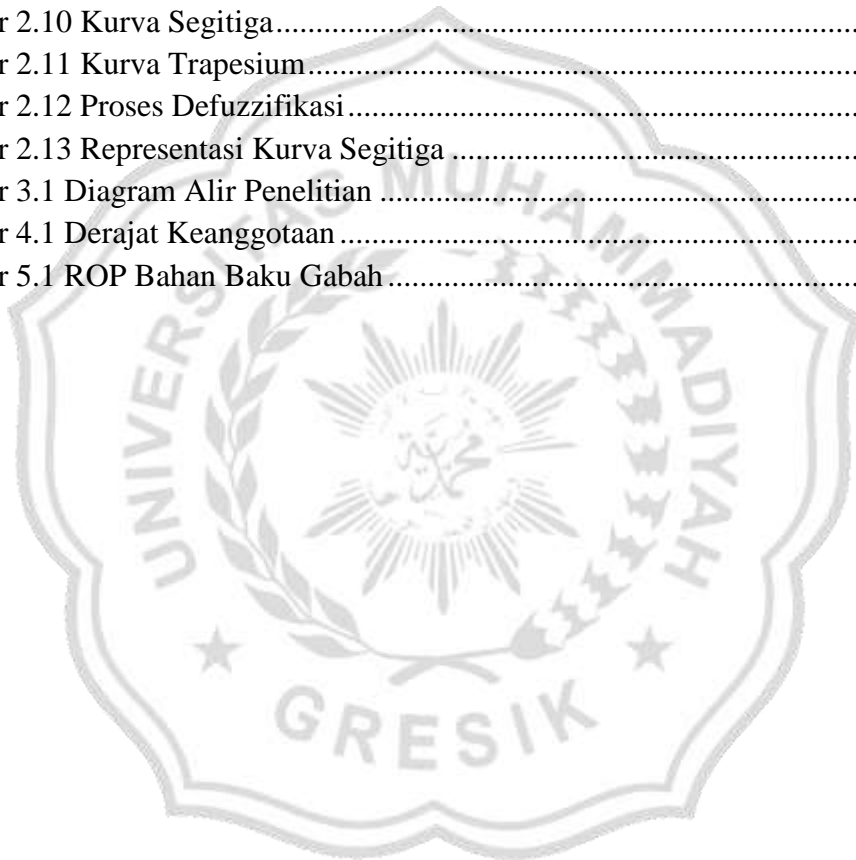 r 2.10 Kurva Segitiga..............................................................................
r 2.11 Kurva Trapesium..........................................................................
r 2.12 Proses Defuzzifikasi.....................................................................
r 2.13 Representasi Kurva Segitiga ........................................................
r 3.1 Diagram Alir Penelitian .................................................................
r 4.1 Derajat Keanggotaan......................................................................
r 5.1 ROP Bahan Baku Gabah ................................................................
UNIVERSITAS MUHAMMADIYAH
محمد
GRESIK